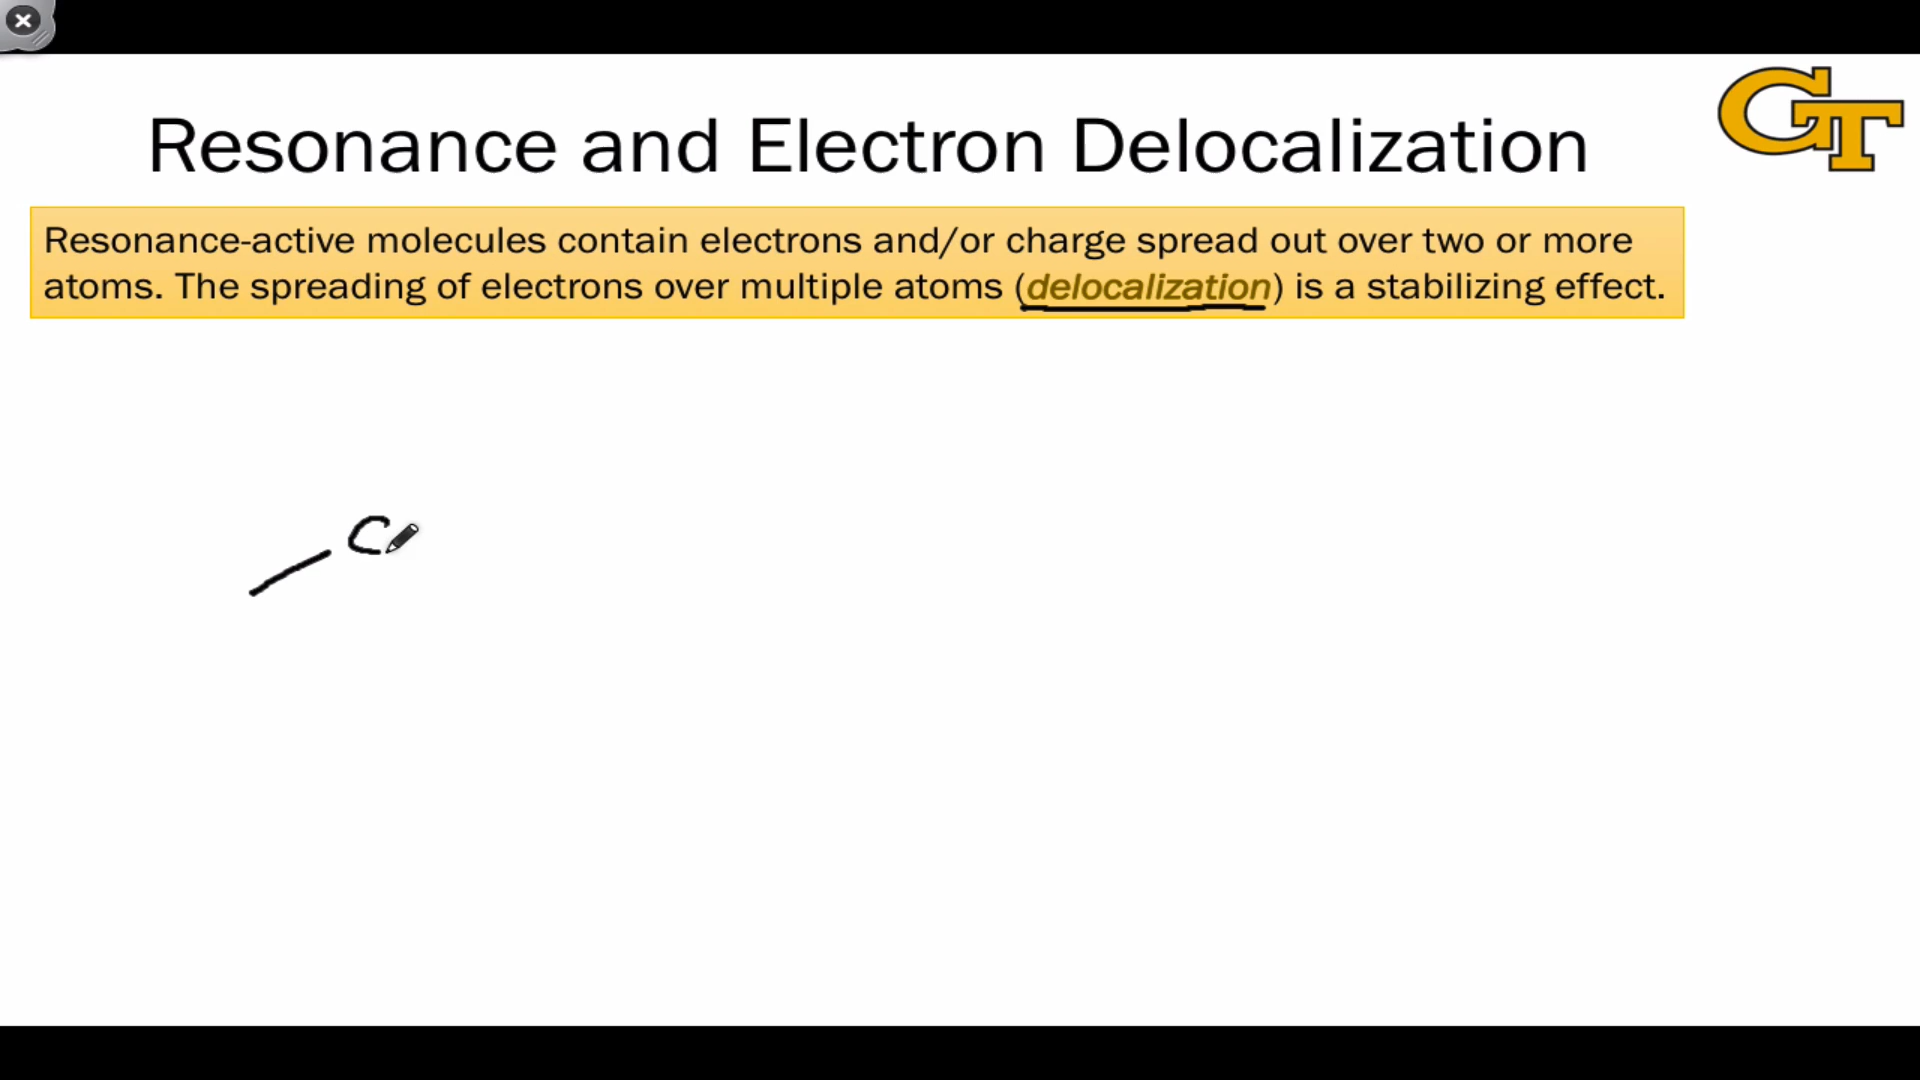 GT
Resonance and Electron Delocalization
Resonance-active molecules contain electrons and/or charge spread out over two or more
atoms. The spreading of electrons over multiple atoms (delocalization) is a stabilizing effect.
C